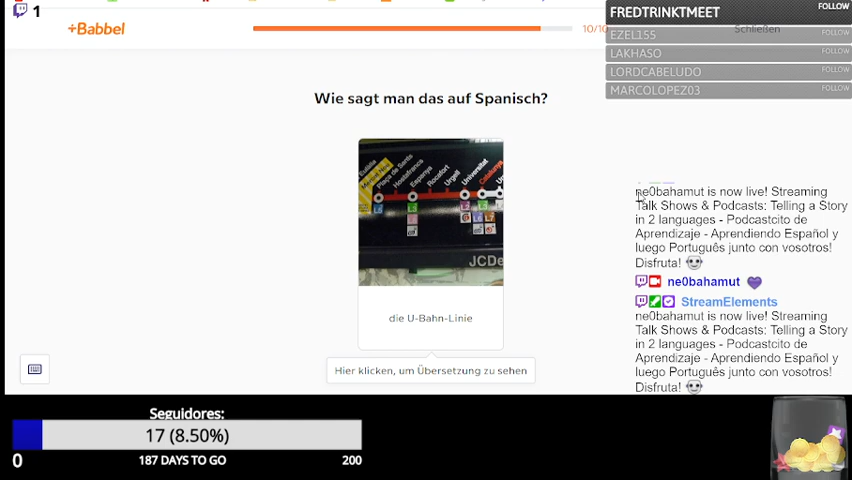 1
+Babbel
10/10
Schließen
FREDTRINKTMEET
FOLLOW
EZEL155
FOLLOW
LAKHASO
FOLLOW
LORDCABELUDO
FOLLOW
MARCOLOPEZ03
FOLLOW
Wie sagt man das auf Spanisch?
Plaça de Sants
Hostafrancs
Espanya
Rocafort
Urgell
Universitat
Catalunya
JCDe
die U-Bahn-Linie
Hier klicken, um Übersetzung zu sehen
ne0bahamut is now live! Streaming
Talk Shows & Podcasts: Telling a Story
in 2 languages - Podcastcito de
Aprendizaje - Aprendiendo Español y
luego Português junto con vosotros!
Disfruta!
ne0bahamut
StreamElements
ne0bahamut is now live! Streaming
Talk Shows & Podcasts: Telling a Story
in 2 languages - Podcastcito de
Aprendizaje - Aprendiendo Español y
luego Português junto con vosotros!
Disfruta!
Seguidores:
17 (8.50%)
0
187 DAYS TO GO
200